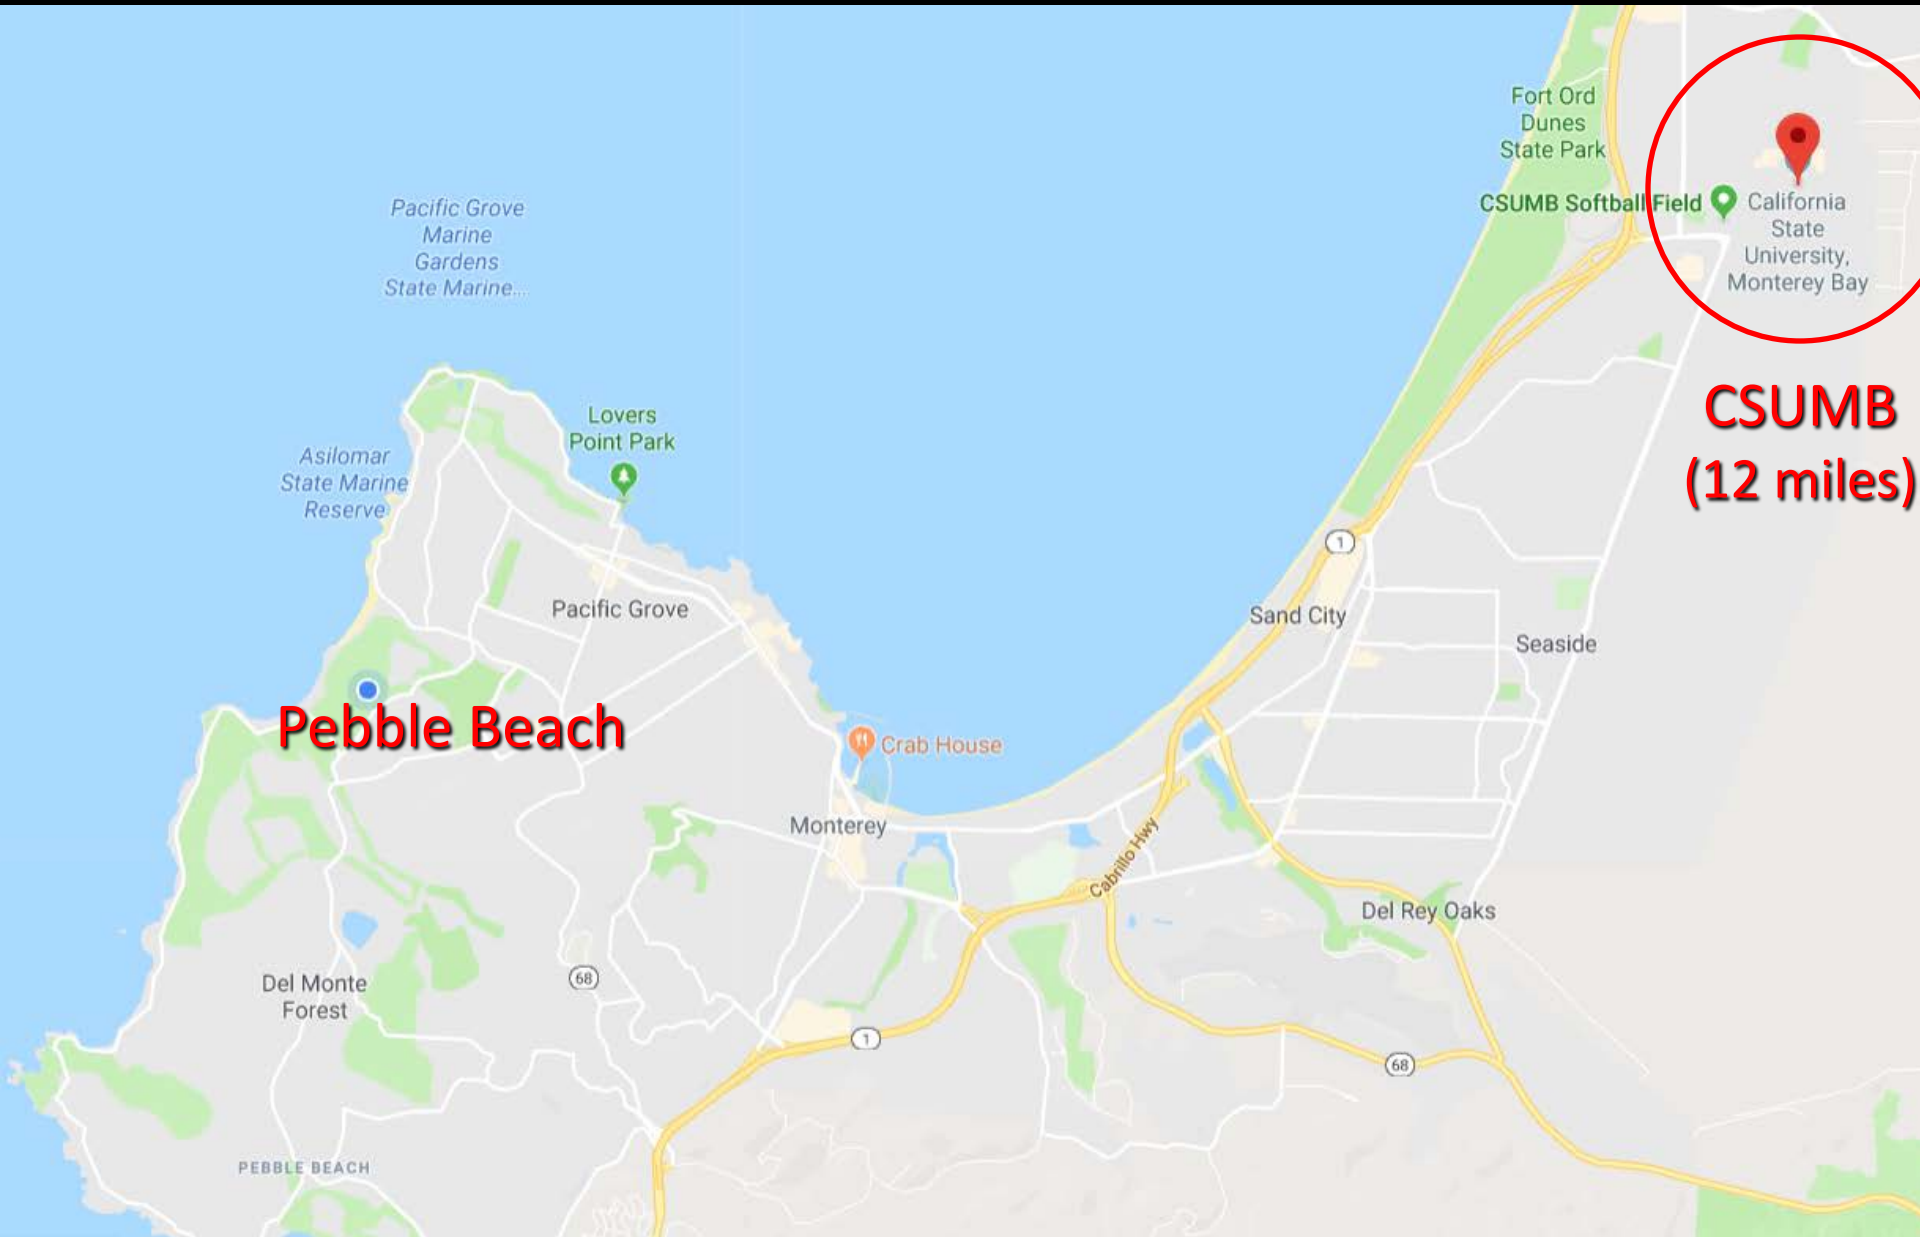 Fort Ord
Dunes
State Park
CSUMB Softball Field
California
State
University,
Monterey Bay
Pacific Grove
Marine
Gardens
State Marine...
CSUMB
(12 miles)
Lovers
Point Park
Asilomar
State Marine
Reserve
1
Pacific Grove
Sand City
Seaside
Pebble Beach
Crab House
Monterey
Cabrillo Hwy
Del Rey Oaks
Del Monte
Forest
68
1
68
PEBBLE BEACH